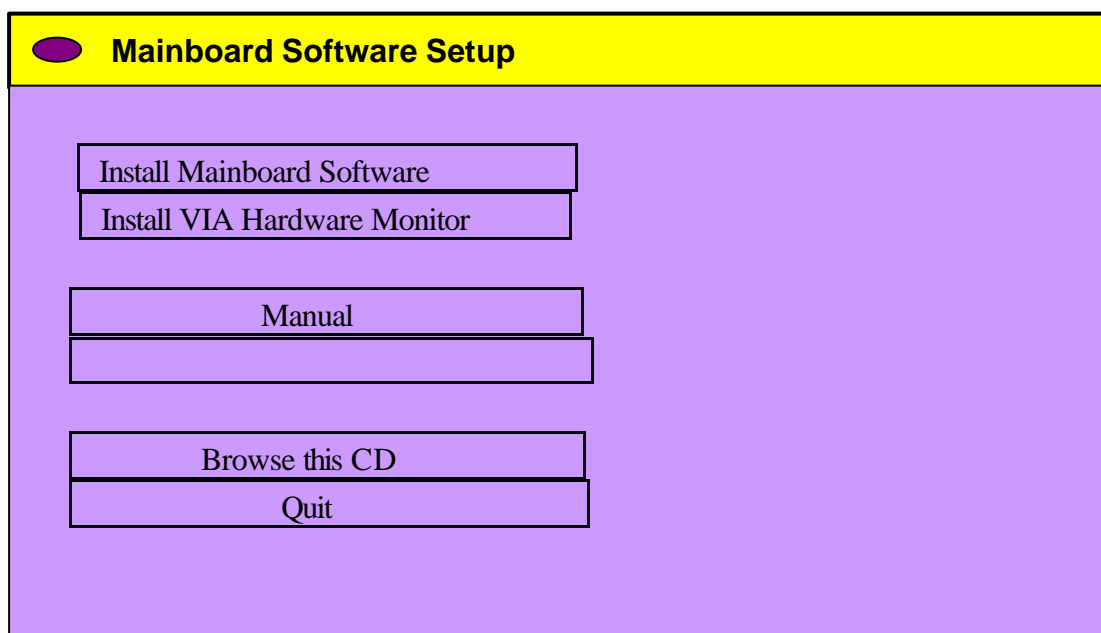 Mainboard Software Setup
Install Mainboard Software
Install VIA Hardware Monitor
Manual
Browse this CD
Quit